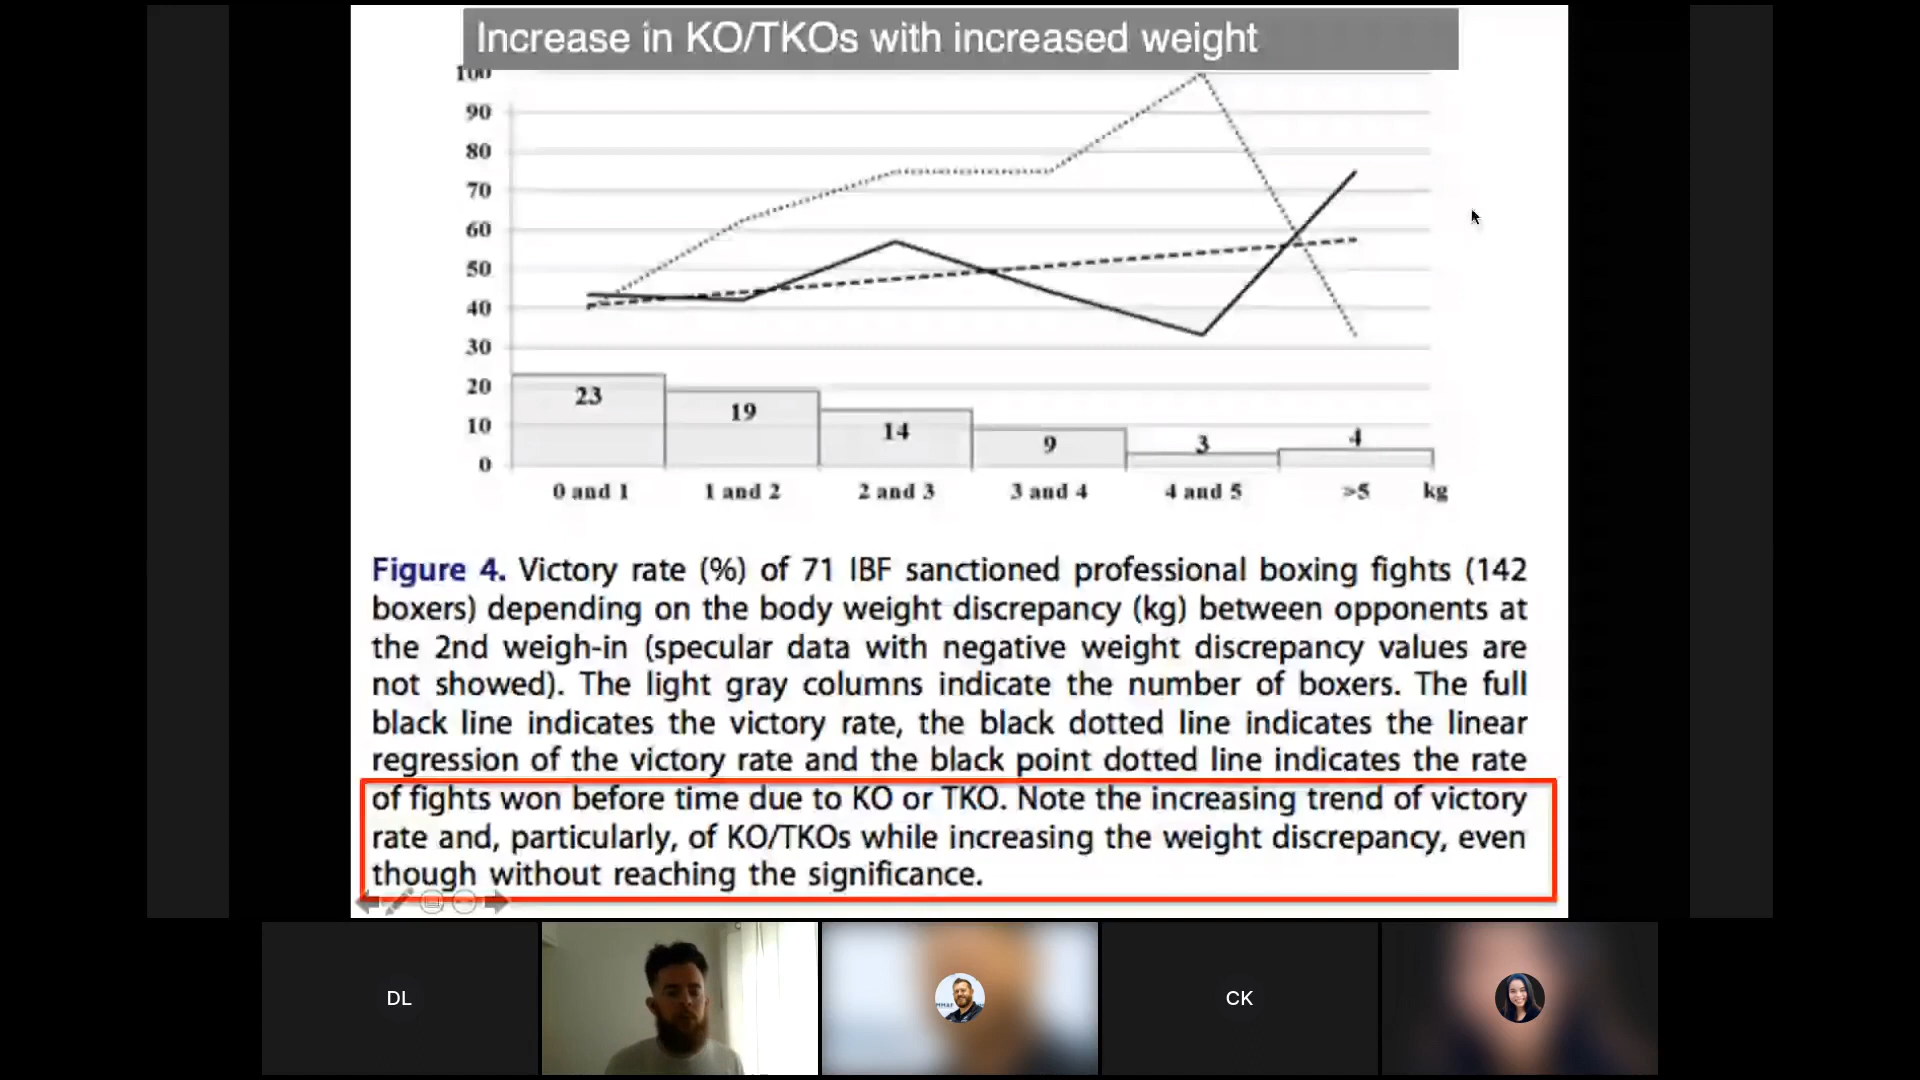 Increase in KO/TKOs with increased weight
100
90
80
70
60
50
40
30
20
10
0
23
19
14
9
3
4
0 and 1
1 and 2
2 and 3
3 and 4
4 and 5
>5
kg
Figure 4. Victory rate (%) of 71 IBF sanctioned professional boxing fights (142
boxers) depending on the body weight discrepancy (kg) between opponents at
the 2nd weigh-in (specular data with negative weight discrepancy values are
not showed). The light gray columns indicate the number of boxers. The full
black line indicates the victory rate, the black dotted line indicates the linear
regression of the victory rate and the black point dotted line indicates the rate
of fights won before time due to KO or TKO. Note the increasing trend of victory
rate and, particularly, of KO/TKOs while increasing the weight discrepancy, even
though without reaching the significance.
DL
CK